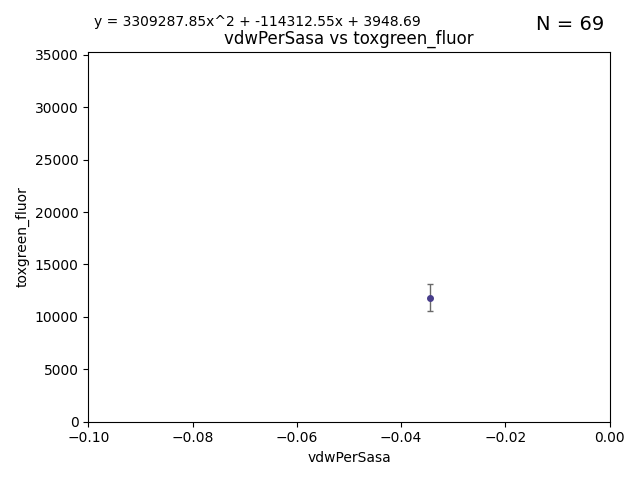 y = 3309287.85x^2 + -114312.55x + 3948.69
N = 69
vdwPerSasa vs toxgreen_fluor
35000
30000
25000
20000
15000
10000
5000
0
toxgreen_fluor
−0.10 −0.08 −0.06 −0.04 −0.02 0.00
vdwPerSasa